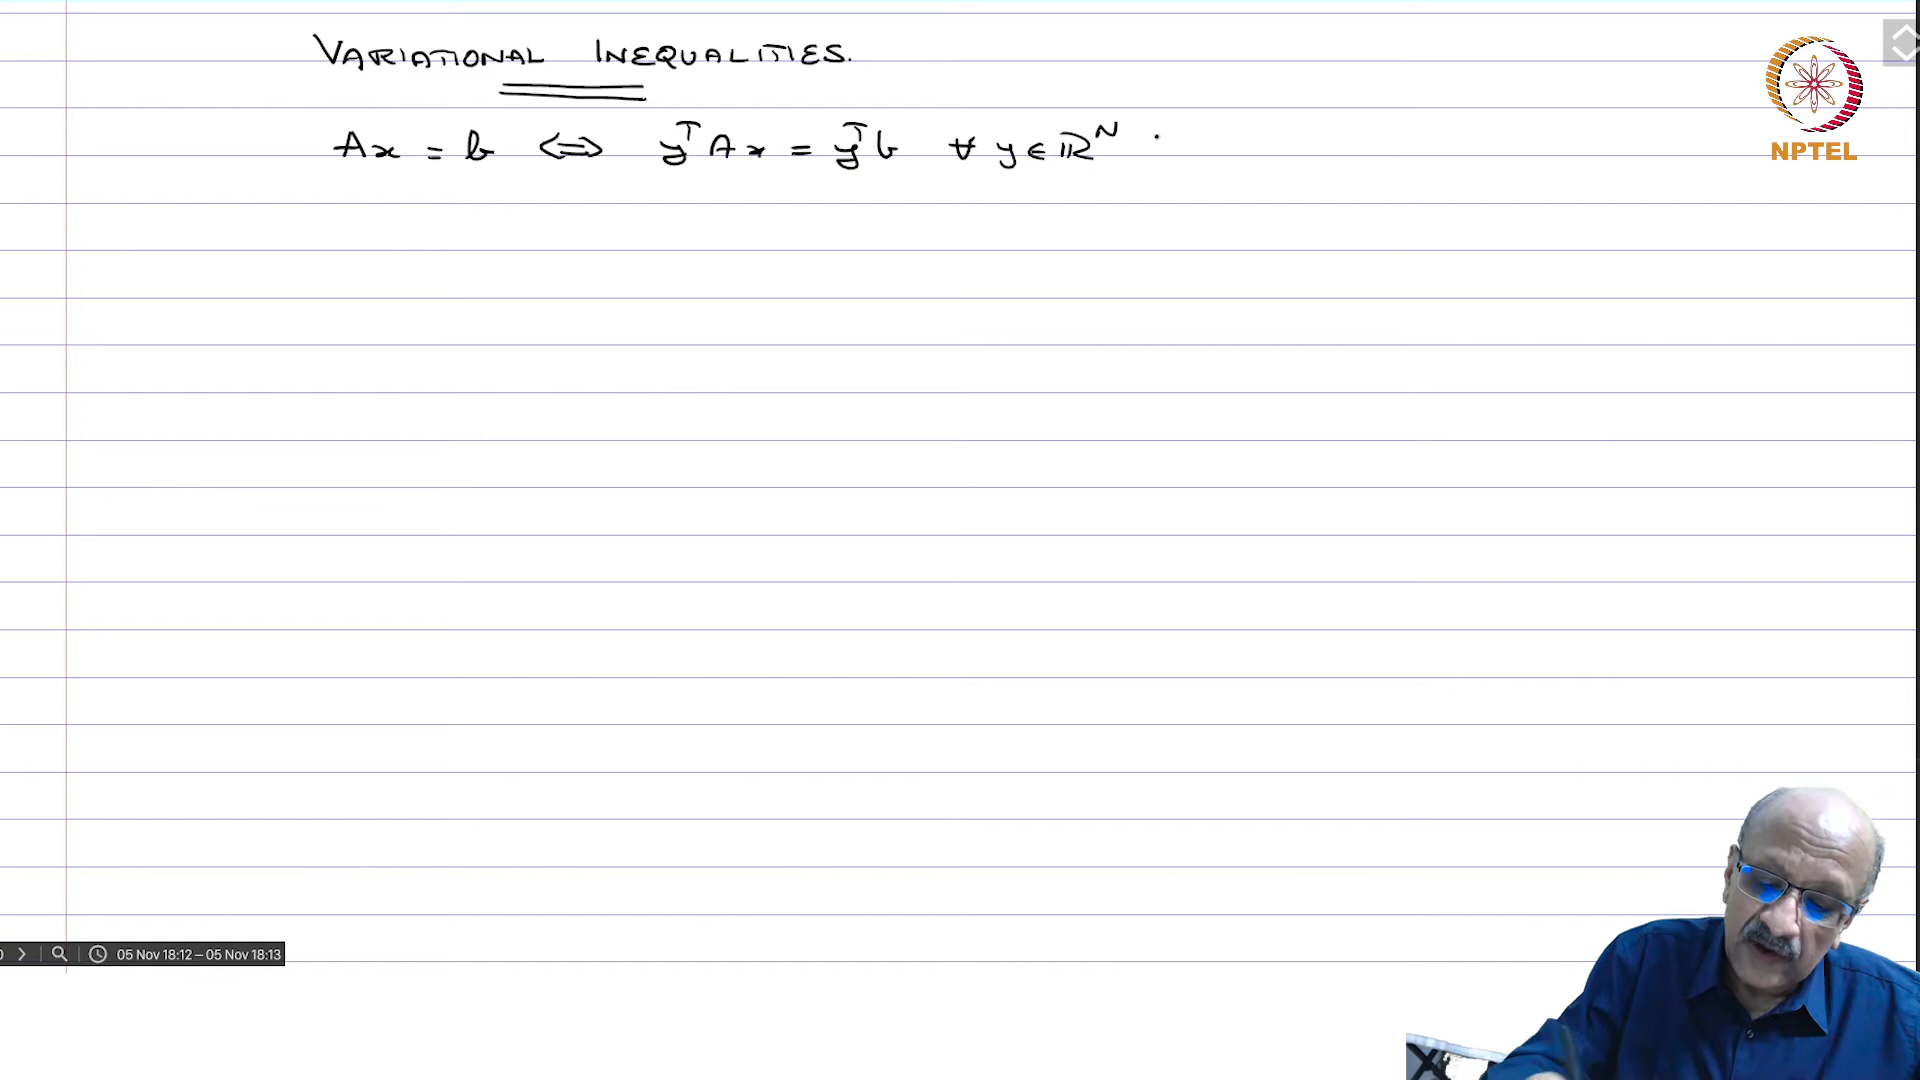 VARIATIONAL INEQUALITIES.
Ax = b ⇔ yᵀAx = yᵀb ∀ y ∈ ℝᴺ .
NPTEL
05 Nov 18:12 – 05 Nov 18:13